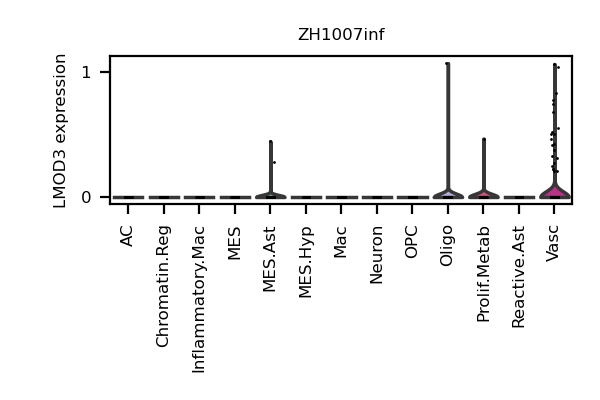 ZH1007inf
LMOD3 expression
1
0
AC
Chromatin.Reg
Inflammatory.Mac
MES
MES.Ast
MES.Hyp
Mac
Neuron
OPC
Oligo
Prolif.Metab
Reactive.Ast
Vasc